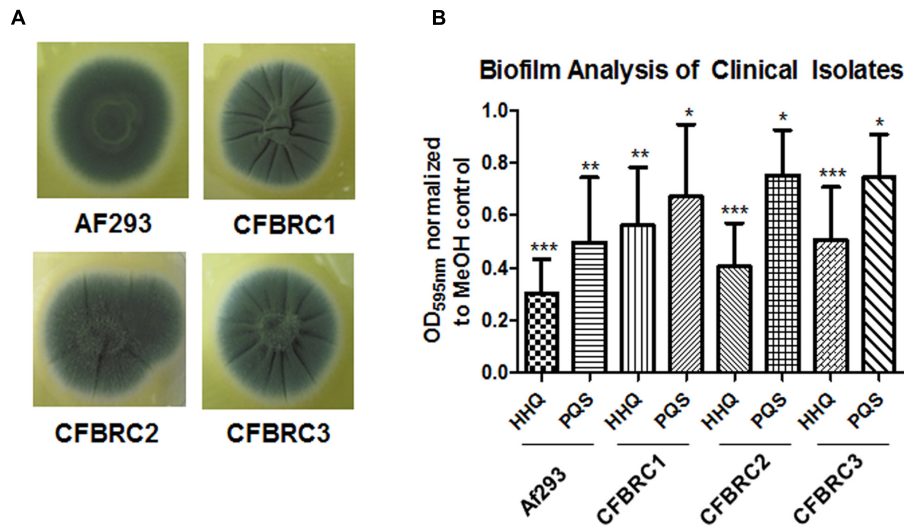 A
AF293
CFBRC1
CFBRC2
CFBRC3
B
Biofilm Analysis of Clinical Isolates
OD595nm normalized
to MeOH control
1.0
0.8
0.6
0.4
0.2
0.0
***
**
**
*
***
*
***
*
HHQ
PQS
HHQ
PQS
HHQ
PQS
HHQ
PQS
Af293
CFBRC1
CFBRC2
CFBRC3